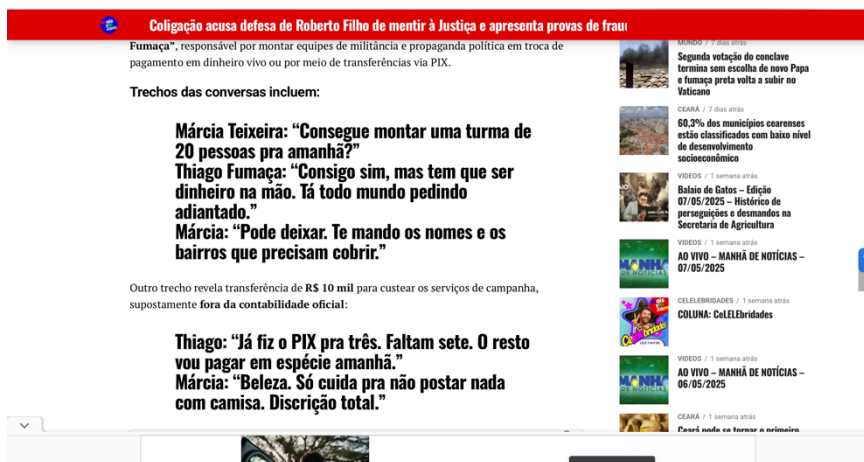 Coligação acusa defesa de Roberto Filho de mentir à Justiça e apresenta provas de frau
Fumaça”, responsável por montar equipes de militância e propaganda política em troca de
pagamento em dinheiro vivo ou por meio de transferências via PIX.
Trechos das conversas incluem:
Márcia Teixeira: “Consegue montar uma turma de
20 pessoas pra amanhã?”
Thiago Fumaça: “Consigo sim, mas tem que ser
dinheiro na mão. Tá todo mundo pedindo
adiantado.”
Márcia: “Pode deixar. Te mando os nomes e os
bairros que precisam cobrir.”
Outro trecho revela transferência de R$ 10 mil para custear os serviços de campanha,
supostamente fora da contabilidade oficial:
Thiago: “Já fiz o PIX pra três. Faltam sete. O resto
vou pagar em espécie amanhã.”
Márcia: “Beleza. Só cuida pra não postar nada
com camisa. Discrição total.”
MUNDO / 7 dias atrás
Segunda votação do conclave
termina sem escolha de novo Papa
e fumaça preta volta a subir no
Vaticano
CEARÁ / 7 dias atrás
60,3% dos municípios cearenses
estão classificados com baixo nível
de desenvolvimento
socioeconômico
VIDEOS / 1 semana atrás
Balaio de Gatos – Edição
07/05/2025 – Histórico de
perseguições e desmandos na
Secretaria de Agricultura
VIDEOS / 1 semana atrás
AO VIVO – MANHÃ DE NOTÍCIAS –
07/05/2025
CELELEBRIDADES / 1 semana atrás
COLUNA: CeLELEbridades
VIDEOS / 1 semana atrás
AO VIVO – MANHÃ DE NOTÍCIAS –
06/05/2025
CEARÁ / 1 semana atrás
Ceará pode se tornar o primeiro